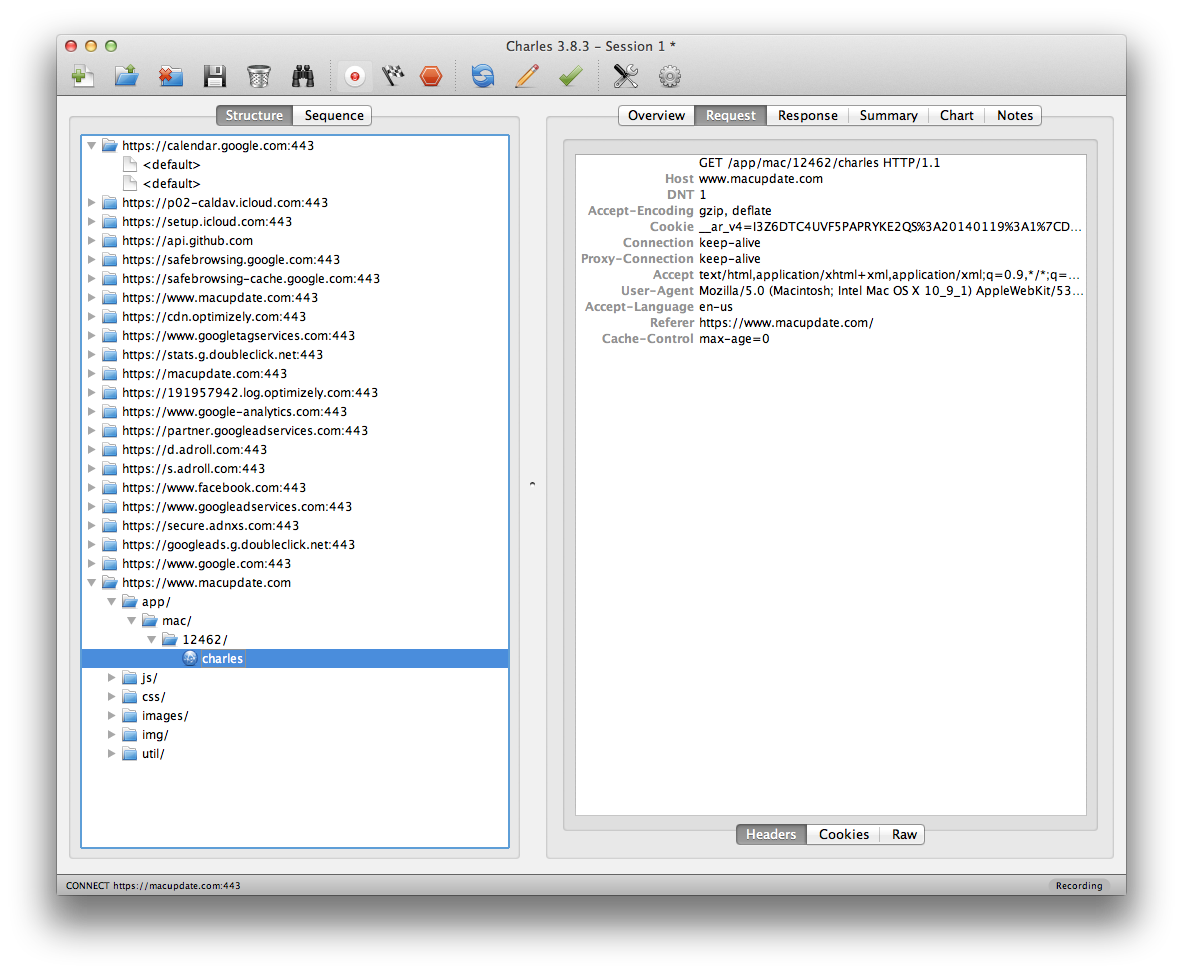 Charles 3.8.3 – Session 1 *
Structure
Sequence
https://calendar.google.com:443
<default>
<default>
https://p02-caldav.icloud.com:443
https://setup.icloud.com:443
https://api.github.com
https://safebrowsing.google.com:443
https://safebrowsing-cache.google.com:443
https://www.macupdate.com:443
https://cdn.optimizely.com:443
https://www.googletagservices.com:443
https://stats.g.doubleclick.net:443
https://macupdate.com:443
https://191957942.log.optimizely.com:443
https://www.google-analytics.com:443
https://partner.googleadservices.com:443
https://d.adroll.com:443
https://s.adroll.com:443
https://www.facebook.com:443
https://www.googleadservices.com:443
https://secure.adnxs.com:443
https://googleads.g.doubleclick.net:443
https://www.google.com:443
https://www.macupdate.com
app/
mac/
12462/
charles
js/
css/
images/
img/
util/
Overview
Request
Response
Summary
Chart
Notes
GET /app/mac/12462/charles HTTP/1.1
Host www.macupdate.com
DNT 1
Accept-Encoding gzip, deflate
Cookie __ar_v4=I3Z6DTC4UVF5PAPRYKE2QS%3A20140119%3A1%7CD...
Connection keep-alive
Proxy-Connection keep-alive
Accept text/html,application/xhtml+xml,application/xml;q=0.9,*/*;q=...
User-Agent Mozilla/5.0 (Macintosh; Intel Mac OS X 10_9_1) AppleWebKit/53...
Accept-Language en-us
Referer https://www.macupdate.com/
Cache-Control max-age=0
Headers
Cookies
Raw
CONNECT https://macupdate.com:443
Recording